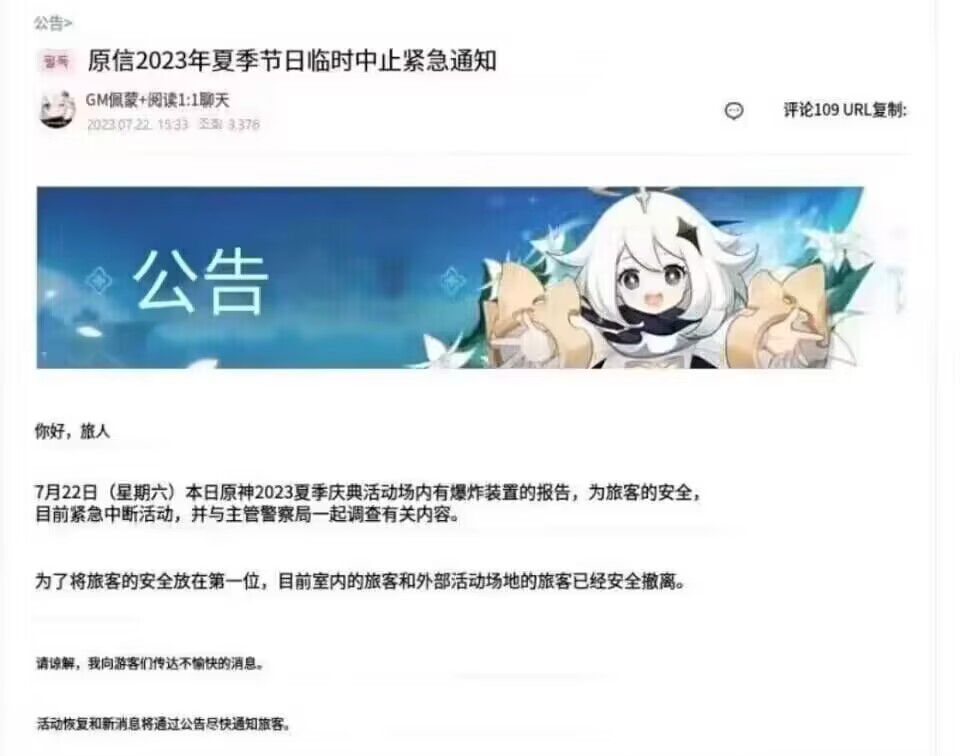 公告>
필독
原信2023年夏季节日临时中止紧急通知
GM佩蒙+阅读1:1聊天
2023.07.22. 15:33 조회 3,378
评论109 URL复制:
公告
你好，旅人
7月22日（星期六）本日原神2023夏季庆典活动场内有爆炸装置的报告，为旅客的安全，
目前紧急中断活动，并与主管警察局一起调查有关内容。
为了将旅客的安全放在第一位，目前室内的旅客和外部活动场地的旅客已经安全撤离。
请谅解，我向游客们传达不愉快的消息。
活动恢复和新消息将通过公告尽快通知旅客。